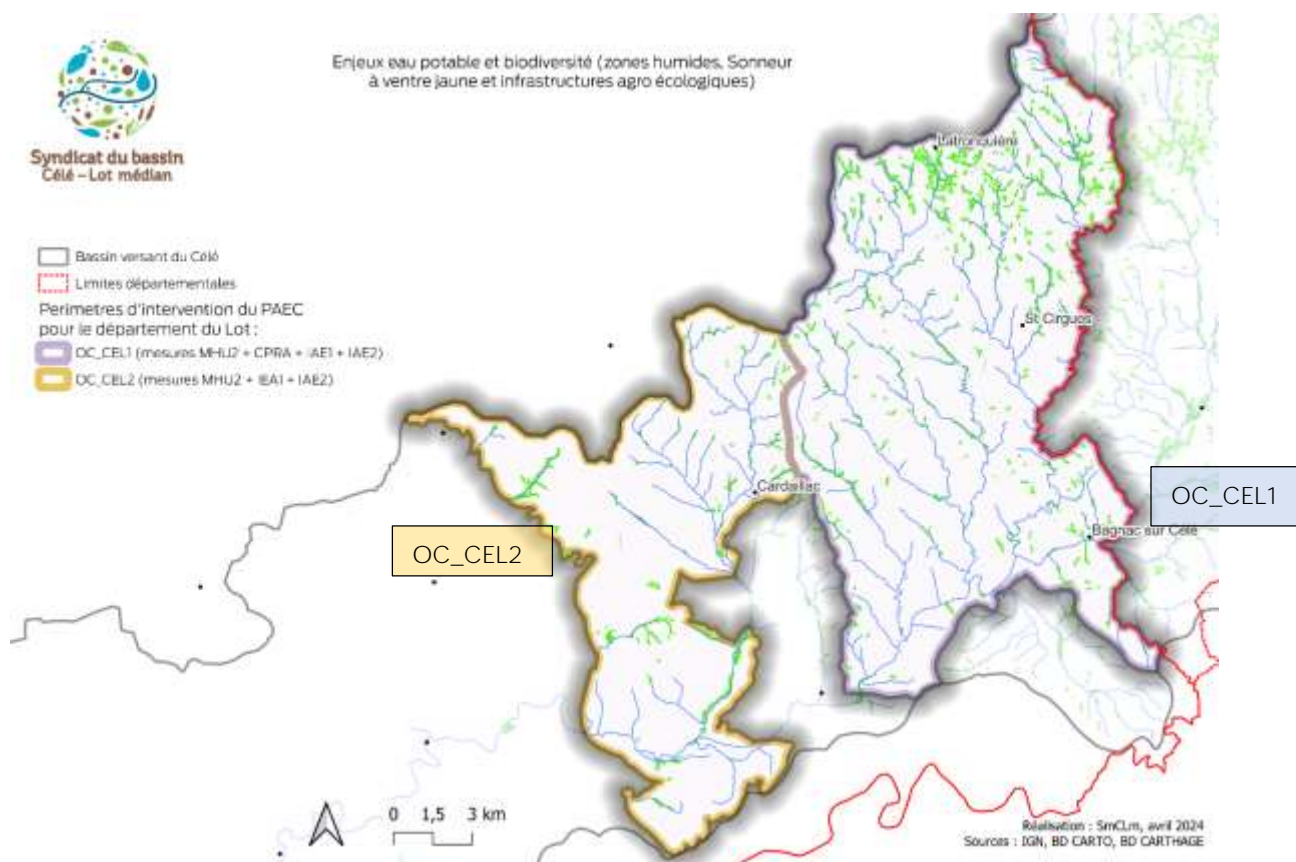 Enjeux eau potable et biodiversité (zones humides, Sonneur
à ventre jaune et infrastructures agro écologiques)
Syndicat du bassin
Célé – Lot médian
Bassin versant du Célé
Limites départementales
Perimetres d'intervention du PAEC
pour le département du Lot :
OC_CEL1 (mesures MHU2 + CPRA + IAE1 + IAE2)
OC_CEL2 (mesures MHU2 + IEA1 + IAE2)
Latronquière
St Cirgues
Cardaillac
OC_CEL1
Bagnac sur Célé
OC_CEL2
0 1,5 3 km
Réalisation : SmCLm, avril 2024
Sources : IGN, BD CARTO, BD CARTHAGE